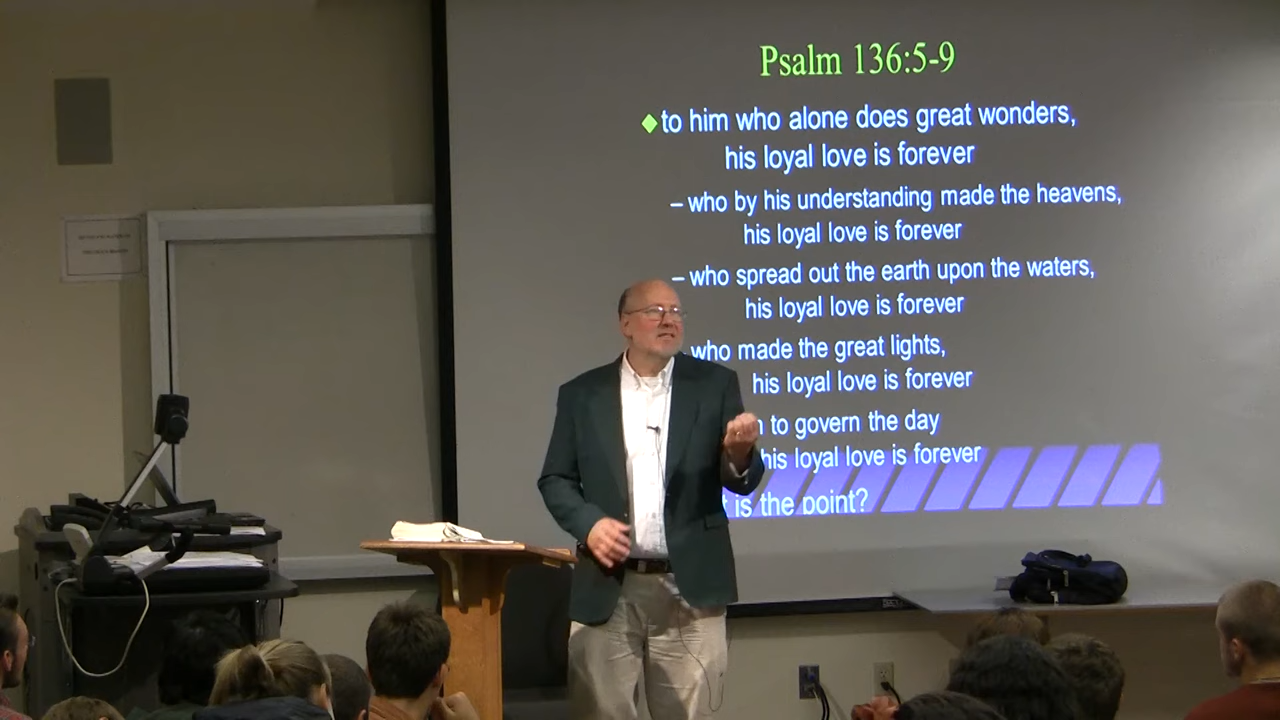 Psalm 136:5-9
to him who alone does great wonders,
his loyal love is forever
– who by his understanding made the heavens,
his loyal love is forever
– who spread out the earth upon the waters,
his loyal love is forever
who made the great lights,
his loyal love is forever
to govern the day
his loyal love is forever
is the point?